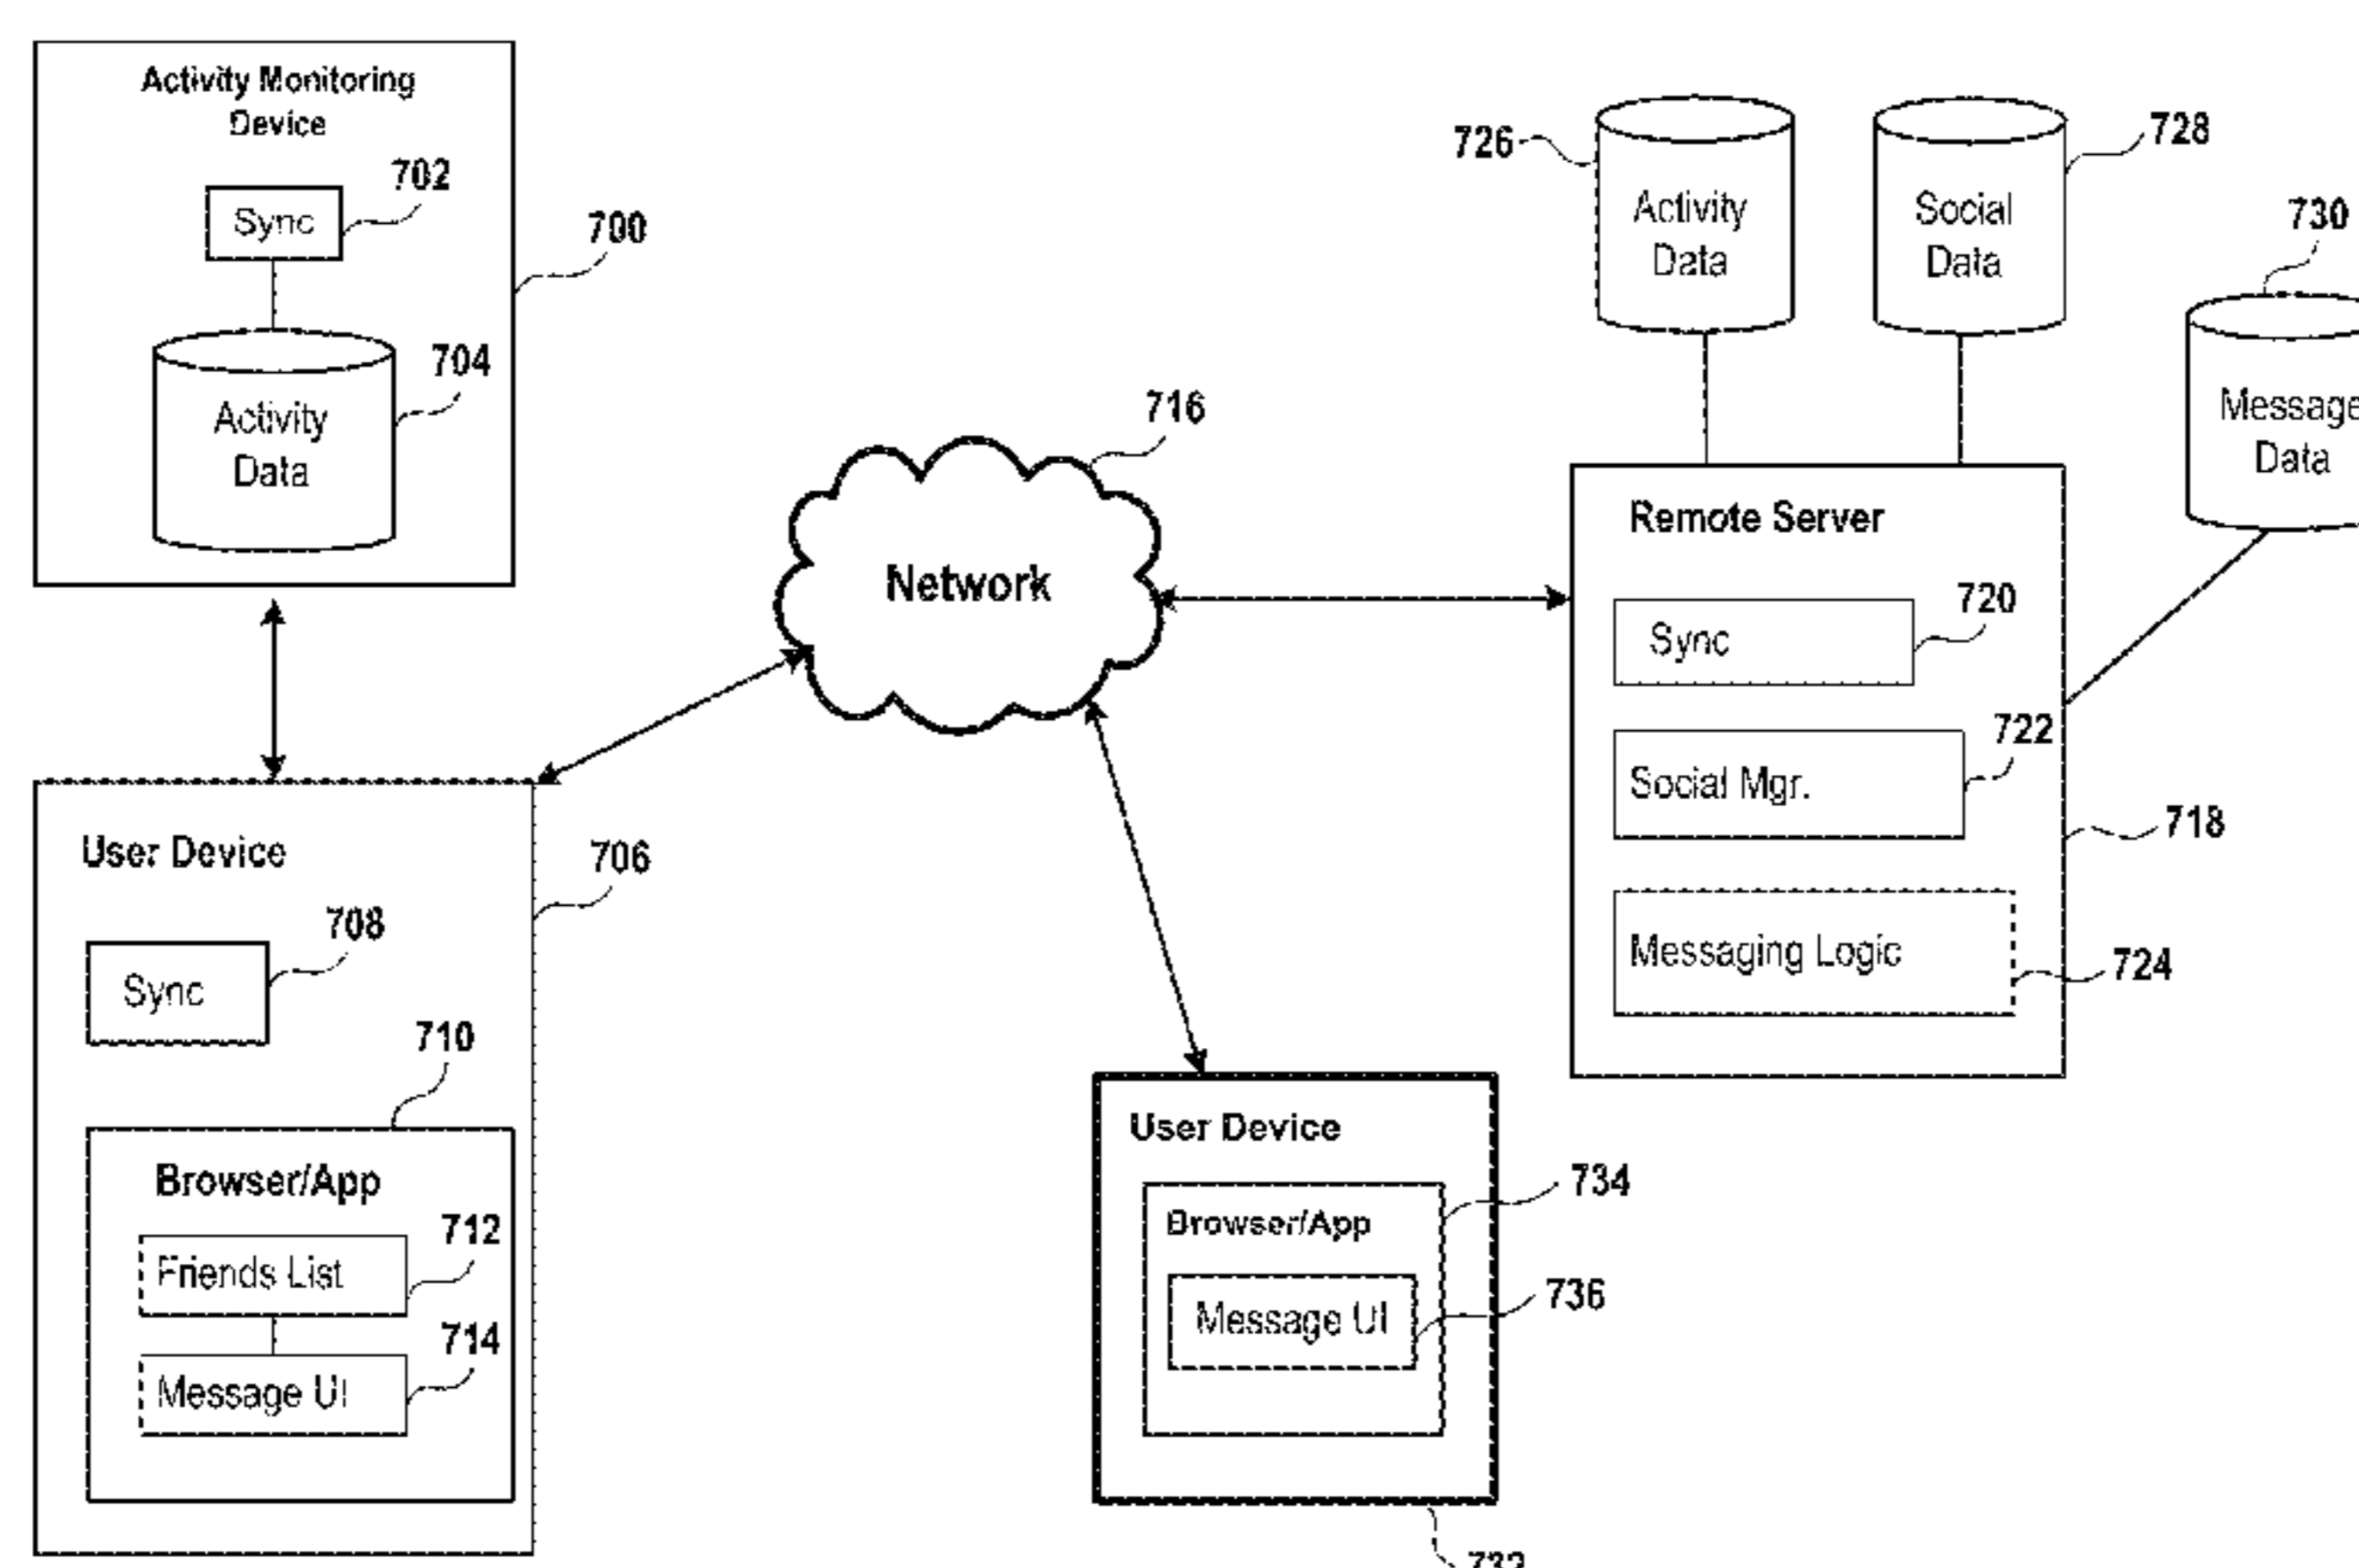 Activity Monitoring
Device
702
Sync
700
704
Activity
Data
726
728
Activity
Data
Social
Data
730
Message
Data
716
Network
Remote Server
720
Sync
722
Social Mgr.
718
Messaging Logic
724
User Device
706
708
Sync
710
Browser/App
712
Friends List
714
Message UI
User Device
734
Browser/App
736
Message UI